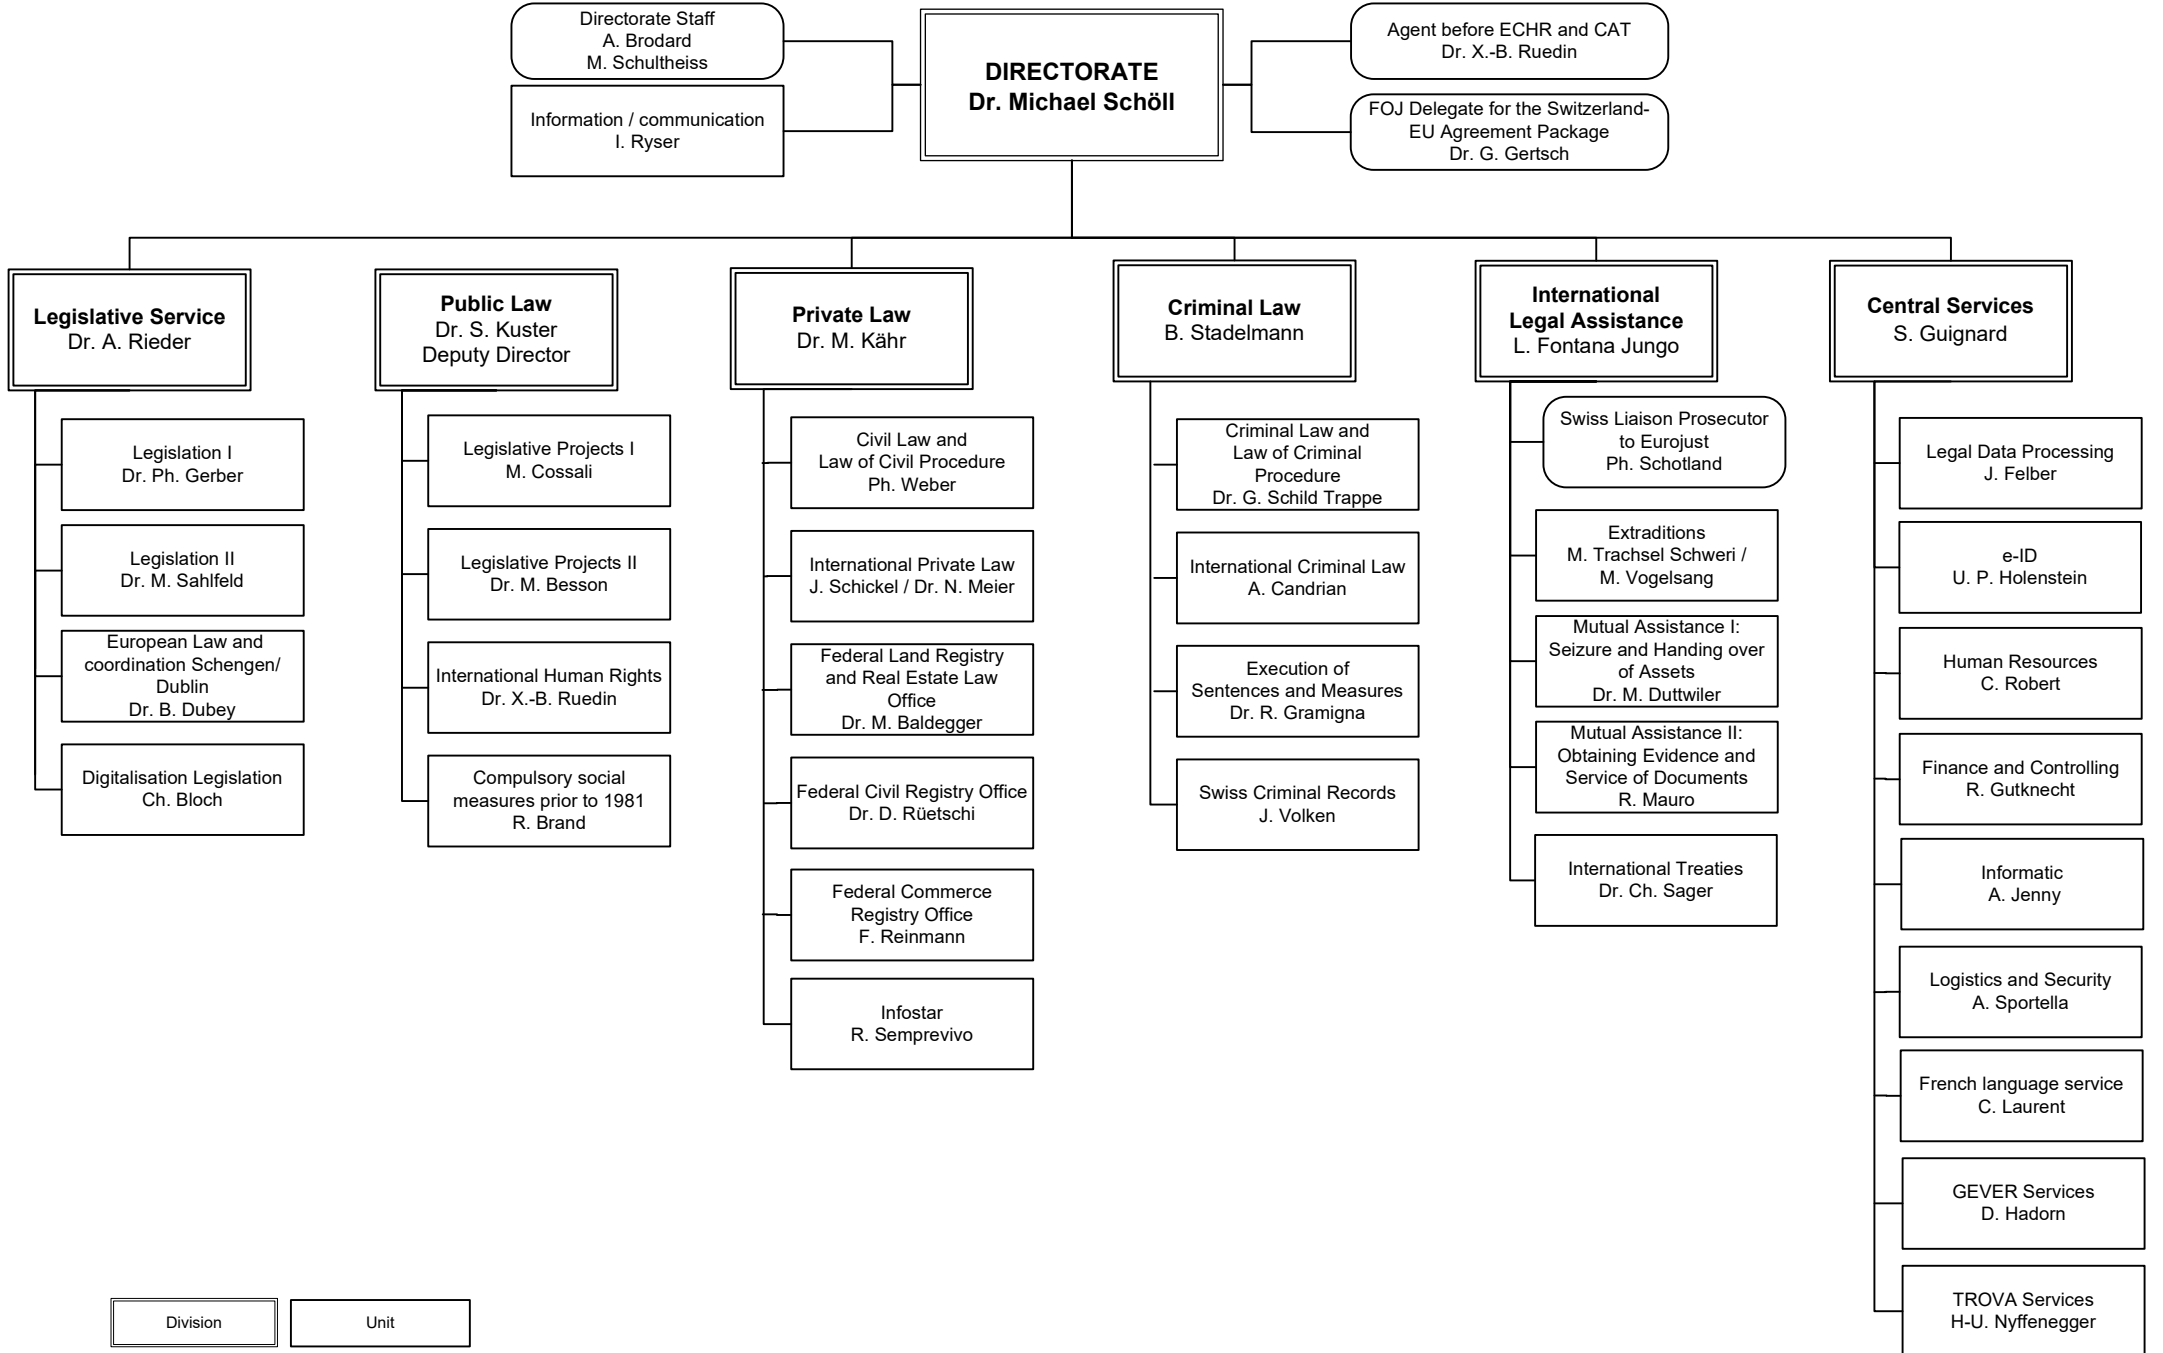 Directorate Staff
A. Brodard
M. Schultheiss
Information / communication
I. Ryser
DIRECTORATE
Dr. Michael Schöll
Agent before ECHR and CAT
Dr. X.-B. Ruedin
FOJ Delegate for the Switzerland-
EU Agreement Package
Dr. G. Gertsch
Legislative Service
Dr. A. Rieder
Legislation I
Dr. Ph. Gerber
Legislation II
Dr. M. Sahlfeld
European Law and
coordination Schengen/
Dublin
Dr. B. Dubey
Digitalisation Legislation
Ch. Bloch
Public Law
Dr. S. Kuster
Deputy Director
Legislative Projects I
M. Cossali
Legislative Projects II
Dr. M. Besson
International Human Rights
Dr. X.-B. Ruedin
Compulsory social
measures prior to 1981
R. Brand
Private Law
Dr. M. Kähr
Civil Law and
Law of Civil Procedure
Ph. Weber
International Private Law
J. Schickel / Dr. N. Meier
Federal Land Registry
and Real Estate Law
Office
Dr. M. Baldegger
Federal Civil Registry Office
Dr. D. Rüetschi
Federal Commerce
Registry Office
F. Reinmann
Infostar
R. Semprevivo
Criminal Law
B. Stadelmann
Criminal Law and
Law of Criminal
Procedure
Dr. G. Schild Trappe
International Criminal Law
A. Candrian
Execution of
Sentences and Measures
Dr. R. Gramigna
Swiss Criminal Records
J. Volken
International
Legal Assistance
L. Fontana Jungo
Swiss Liaison Prosecutor
to Eurojust
Ph. Schotland
Extraditions
M. Trachsel Schweri /
M. Vogelsang
Mutual Assistance I:
Seizure and Handing over
of Assets
Dr. M. Duttwiler
Mutual Assistance II:
Obtaining Evidence and
Service of Documents
R. Mauro
International Treaties
Dr. Ch. Sager
Central Services
S. Guignard
Legal Data Processing
J. Felber
e-ID
U. P. Holenstein
Human Resources
C. Robert
Finance and Controlling
R. Gutknecht
Informatic
A. Jenny
Logistics and Security
A. Sportella
French language service
C. Laurent
GEVER Services
D. Hadorn
TROVA Services
H-U. Nyffenegger
Division
Unit